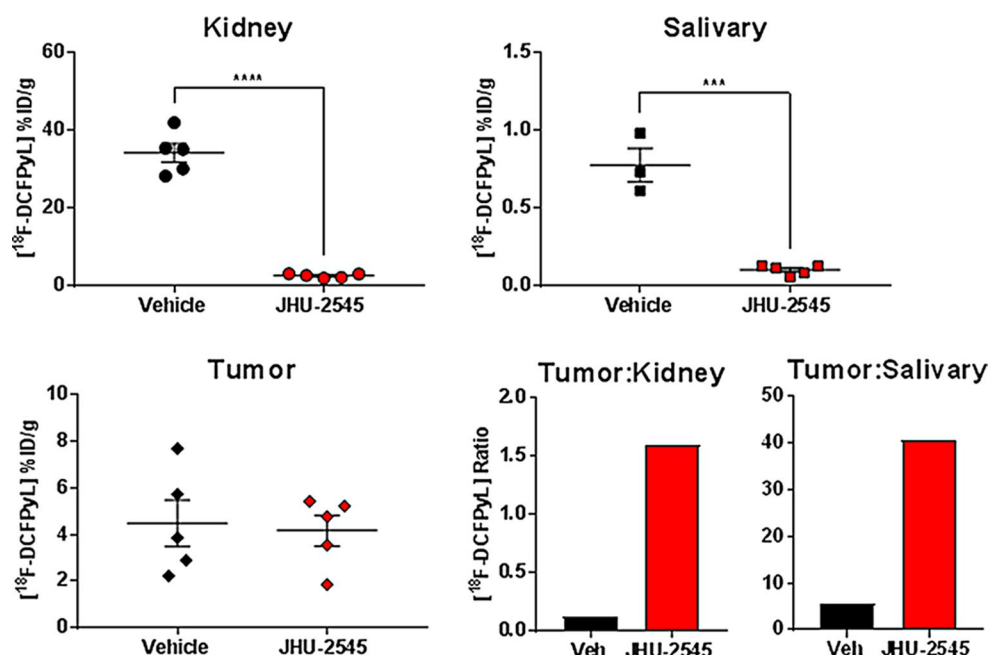 Kidney
[¹⁸F-DCFPyL] % ID/g
60
40
20
0
****
Vehicle JHU-2545
Salivary
[¹⁸F-DCFPyL] % ID/g
1.5
1.0
0.5
0.0
***
Vehicle JHU-2545
Tumor
[¹⁸F-DCFPyL] % ID/g
10
8
6
4
2
0
Vehicle JHU-2545
Tumor:Kidney
[¹⁸F-DCFPyL] Ratio
2.0
1.5
1.0
0.5
0.0
Veh JHU-2545
Tumor:Salivary
50
40
30
20
10
0
Veh JHU-2545